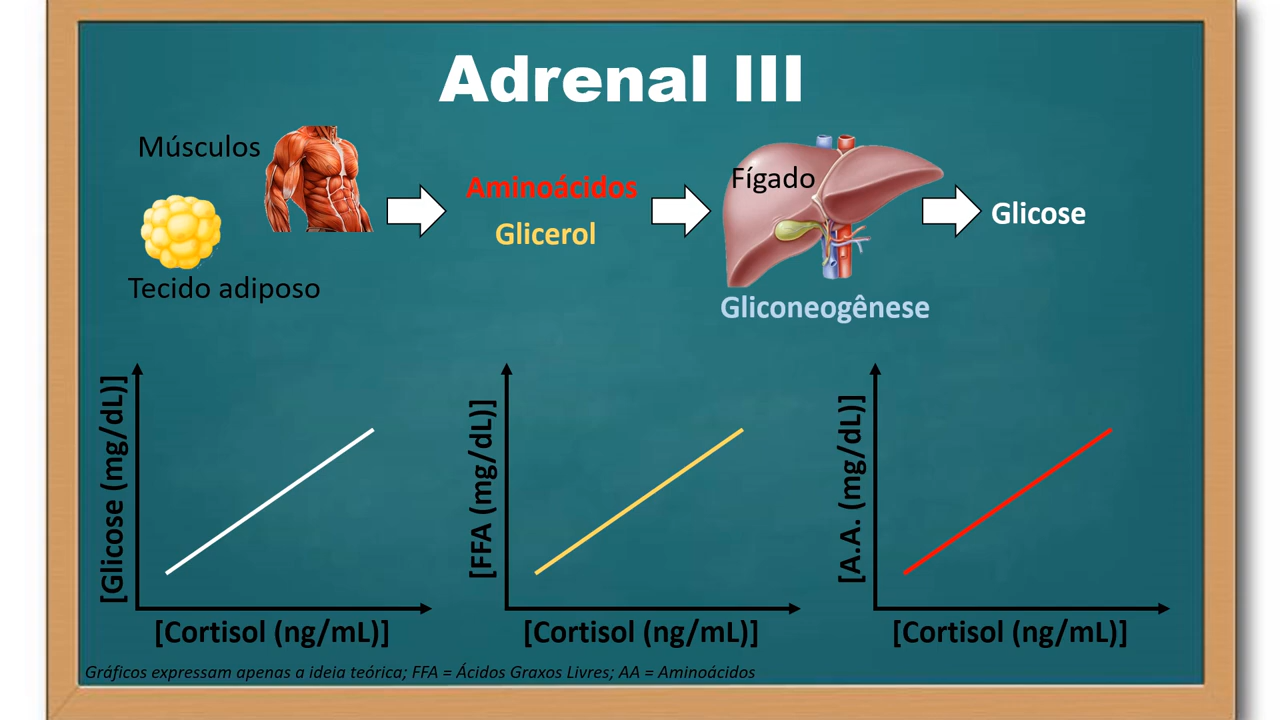 Adrenal III
Músculos
Tecido adiposo
Aminoácidos
Glicerol
Fígado
Gliconeogênese
Glicose
[Glicose (mg/dL)]
[Cortisol (ng/mL)]
[FFA (mg/dL)]
[Cortisol (ng/mL)]
[A.A. (mg/dL)]
[Cortisol (ng/mL)]
Gráficos expressam apenas a ideia teórica; FFA = Ácidos Graxos Livres; AA = Aminoácidos